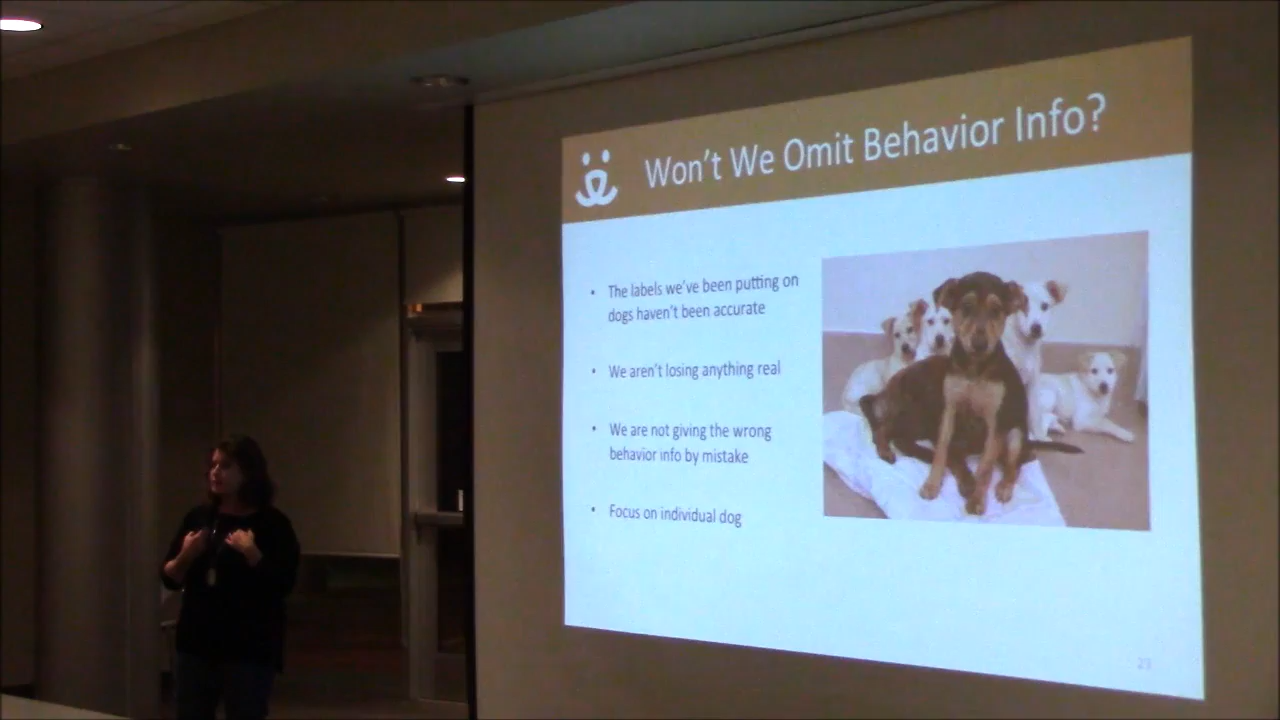 Won't We Omit Behavior Info?
• The labels we've been putting on
dogs haven't been accurate
• We aren't losing anything real
• We are not giving the wrong
behavior info by mistake
• Focus on individual dog
23